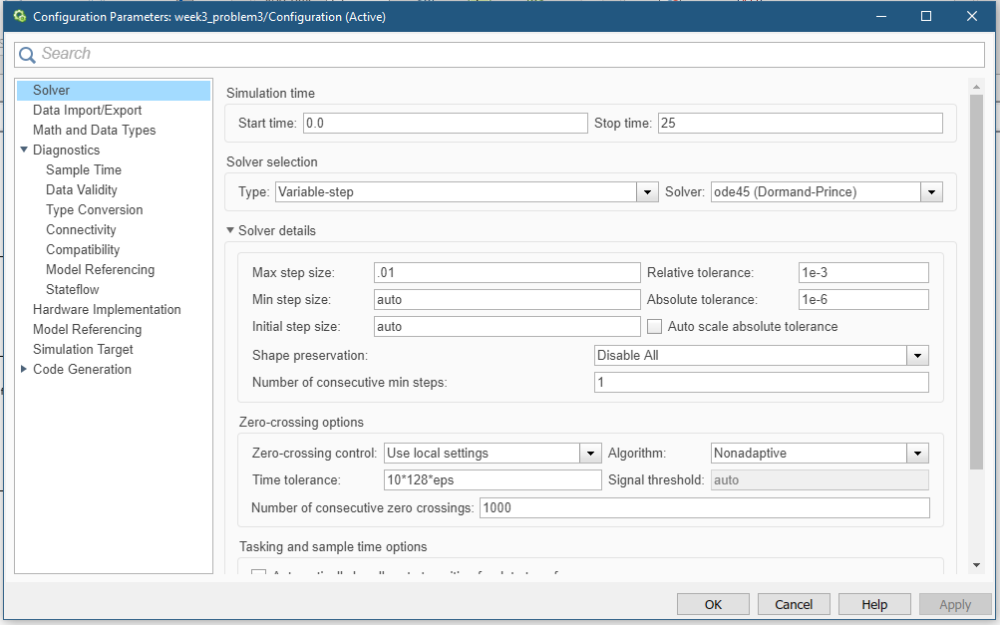 Configuration Parameters: week3_problem3/Configuration (Active)
Search
Solver
Data Import/Export
Math and Data Types
Diagnostics
Sample Time
Data Validity
Type Conversion
Connectivity
Compatibility
Model Referencing
Stateflow
Hardware Implementation
Model Referencing
Simulation Target
Code Generation
Simulation time
Start time: 0.0 Stop time: 25
Solver selection
Type: Variable-step Solver: ode45 (Dormand-Prince)
Solver details
Max step size: .01 Relative tolerance: 1e-3
Min step size: auto Absolute tolerance: 1e-6
Initial step size: auto Auto scale absolute tolerance
Shape preservation: Disable All
Number of consecutive min steps: 1
Zero-crossing options
Zero-crossing control: Use local settings Algorithm: Nonadaptive
Time tolerance: 10*128*eps Signal threshold: auto
Number of consecutive zero crossings: 1000
Tasking and sample time options
OK Cancel Help Apply